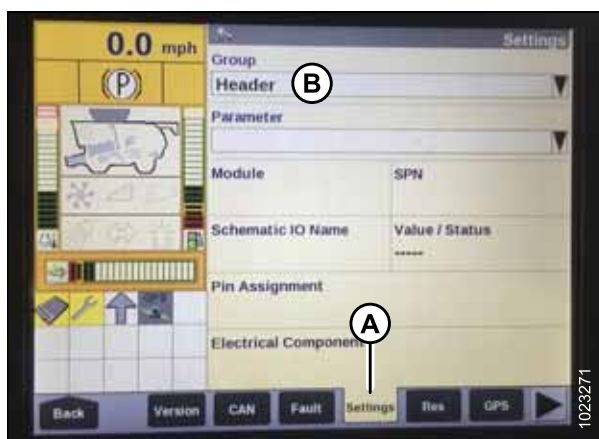 0.0 mph
(P)
Settings
Group
Header
B
Parameter
Module
SPN
Schematic IO Name
Value / Status
-----
Pin Assignment
A
Electrical Component
Back
Version
CAN
Fault
Settings
Res
GPS
1023271